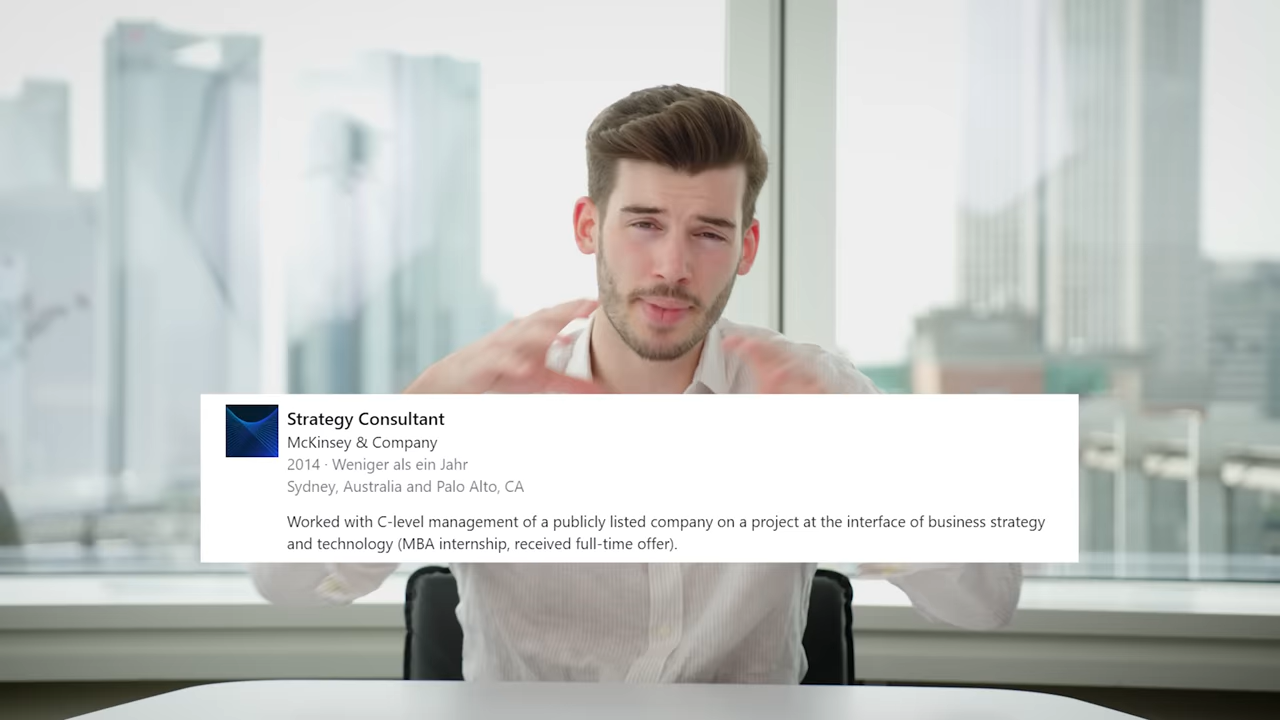 Strategy Consultant
McKinsey & Company
2014 · Weniger als ein Jahr
Sydney, Australia and Palo Alto, CA
Worked with C-level management of a publicly listed company on a project at the interface of business strategy
and technology (MBA internship, received full-time offer).